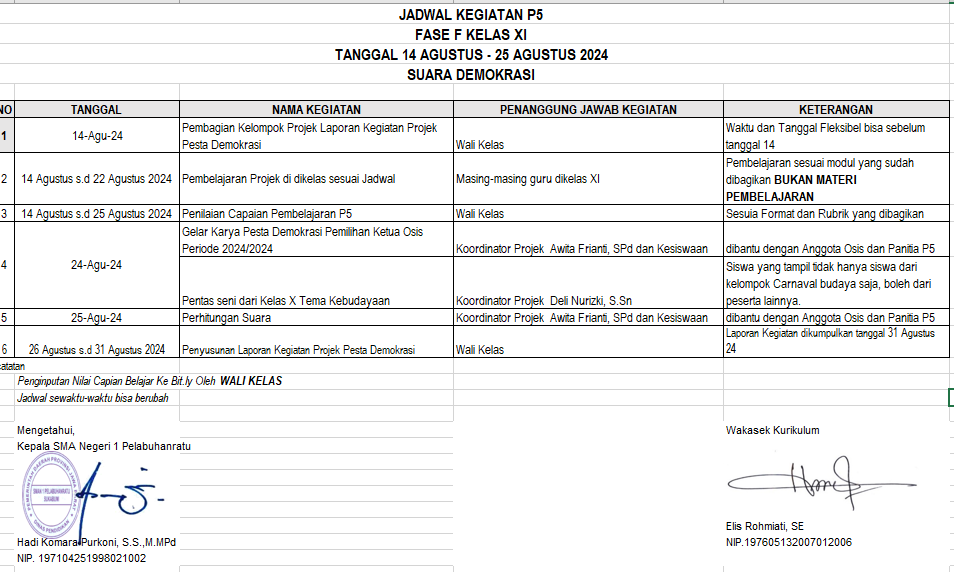 JADWAL KEGIATAN P5
FASE F KELAS XI
TANGGAL 14 AGUSTUS - 25 AGUSTUS 2024
SUARA DEMOKRASI
NO TANGGAL NAMA KEGIATAN PENANGGUNG JAWAB KEGIATAN KETERANGAN
1 14-Agu-24 Pembagian Kelompok Projek Laporan Kegiatan Projek
Pesta Demokrasi Wali Kelas Waktu dan Tanggal Fleksibel bisa sebelum
tanggal 14
2 14 Agustus s.d 22 Agustus 2024 Pembelajaran Projek di dikelas sesuai Jadwal Masing-masing guru dikelas XI Pembelajaran sesuai modul yang sudah
dibagikan BUKAN MATERI
PEMBELAJARAN
3 14 Agustus s.d 25 Agustus 2024 Penilaian Capaian Pembelajaran P5 Wali Kelas Sesuia Format dan Rubrik yang dibagikan
4 24-Agu-24 Gelar Karya Pesta Demokrasi Pemilihan Ketua Osis
Periode 2024/2024 Koordinator Projek Awita Frianti, SPd dan Kesiswaan dibantu dengan Anggota Osis dan Panitia P5
Pentas seni dari Kelas X Tema Kebudayaan Koordinator Projek Deli Nurizki, S.Sn Siswa yang tampil tidak hanya siswa dari
kelempok Carnaval budaya saja, boleh dari
peserta lainnya.
5 25-Agu-24 Perhitungan Suara Koordinator Projek Awita Frianti, SPd dan Kesiswaan dibantu dengan Anggota Osis dan Panitia P5
6 26 Agustus s.d 31 Agustus 2024 Penyusunan Laporan Kegiatan Projek Pesta Demokrasi Wali Kelas Laporan Kegiatan dikumpulkan tanggal 31 Agustus
24
catatan
Penginputan Nilai Capian Belajar Ke Bit.ly Oleh WALI KELAS
Jadwal sewaktu-waktu bisa berubah
Mengetahui,
Kepala SMA Negeri 1 Pelabuhanratu
Wakasek Kurikulum
SMAN 1 PELABUHANRATU
SUKABUMI
DINAS PENDIDIKAN
Hadi Komara Purkoni, S.S.,M.MPd
NIP. 197104251998021002
Elis Rohmiati, SE
NIP.197605132007012006